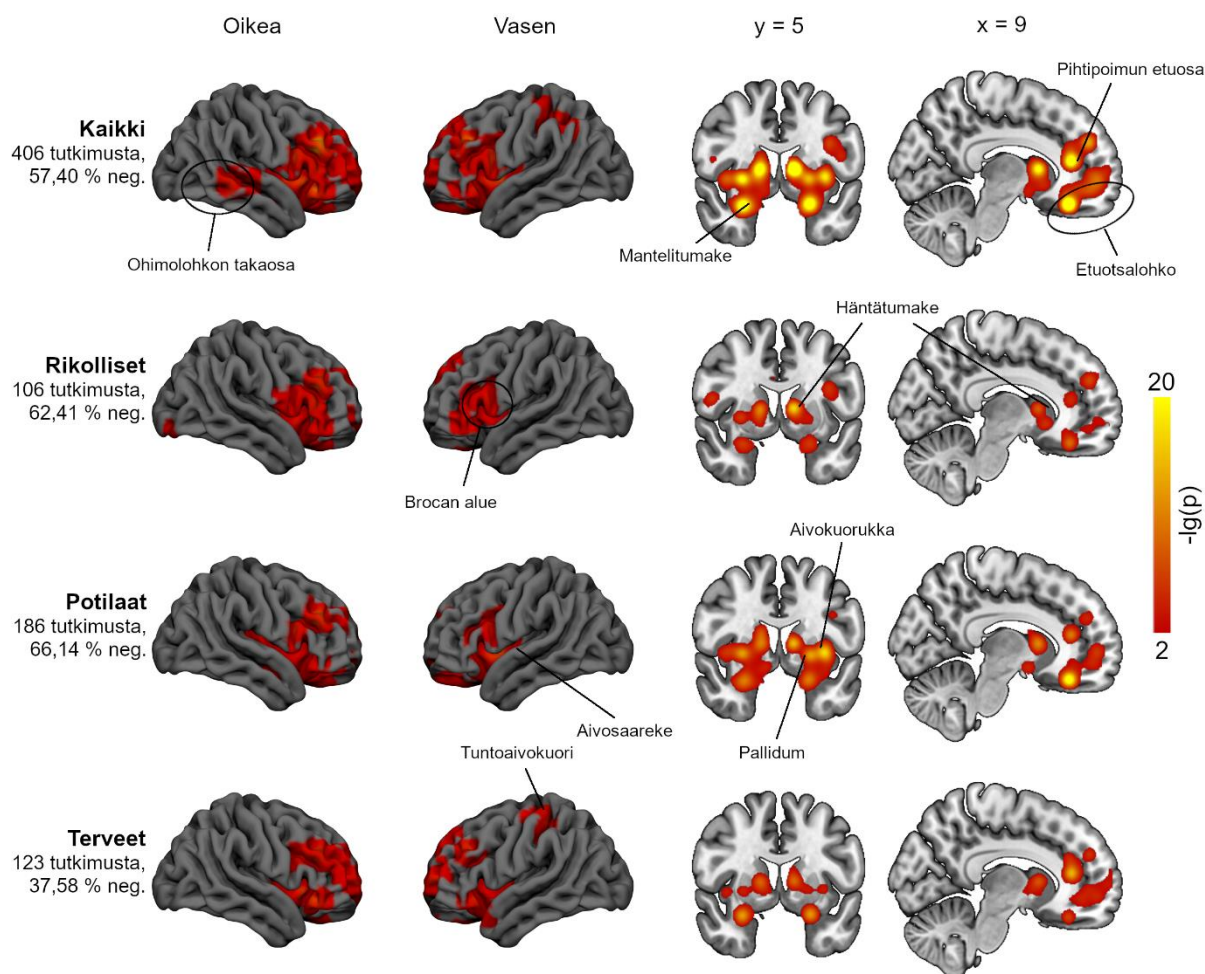 Oikea
Vasen
y = 5
x = 9
Pihtipoimun etuosa
Kaikki
406 tutkimusta,
57,40 % neg.
Ohimolohkon takaosa
Mantelitumake
Etuotsalohko
Häntätumake
Rikolliset
106 tutkimusta,
62,41 % neg.
Brocan alue
20
-lg(p)
2
Aivokuorukka
Potilaat
186 tutkimusta,
66,14 % neg.
Aivosaareke
Pallidum
Tuntoaivokuori
Terveet
123 tutkimusta,
37,58 % neg.